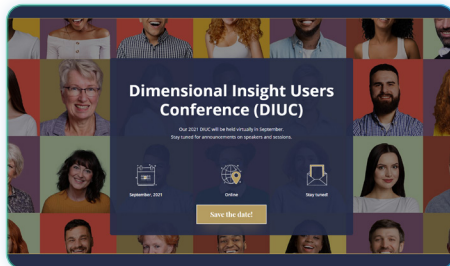 Dimensional Insight Users
Conference (DIUC)
Our 2021 DIUC will be held virtually in September.
Stay tuned for announcements on speakers and sessions.
September, 2021
Online
Stay tuned!
Save the date!